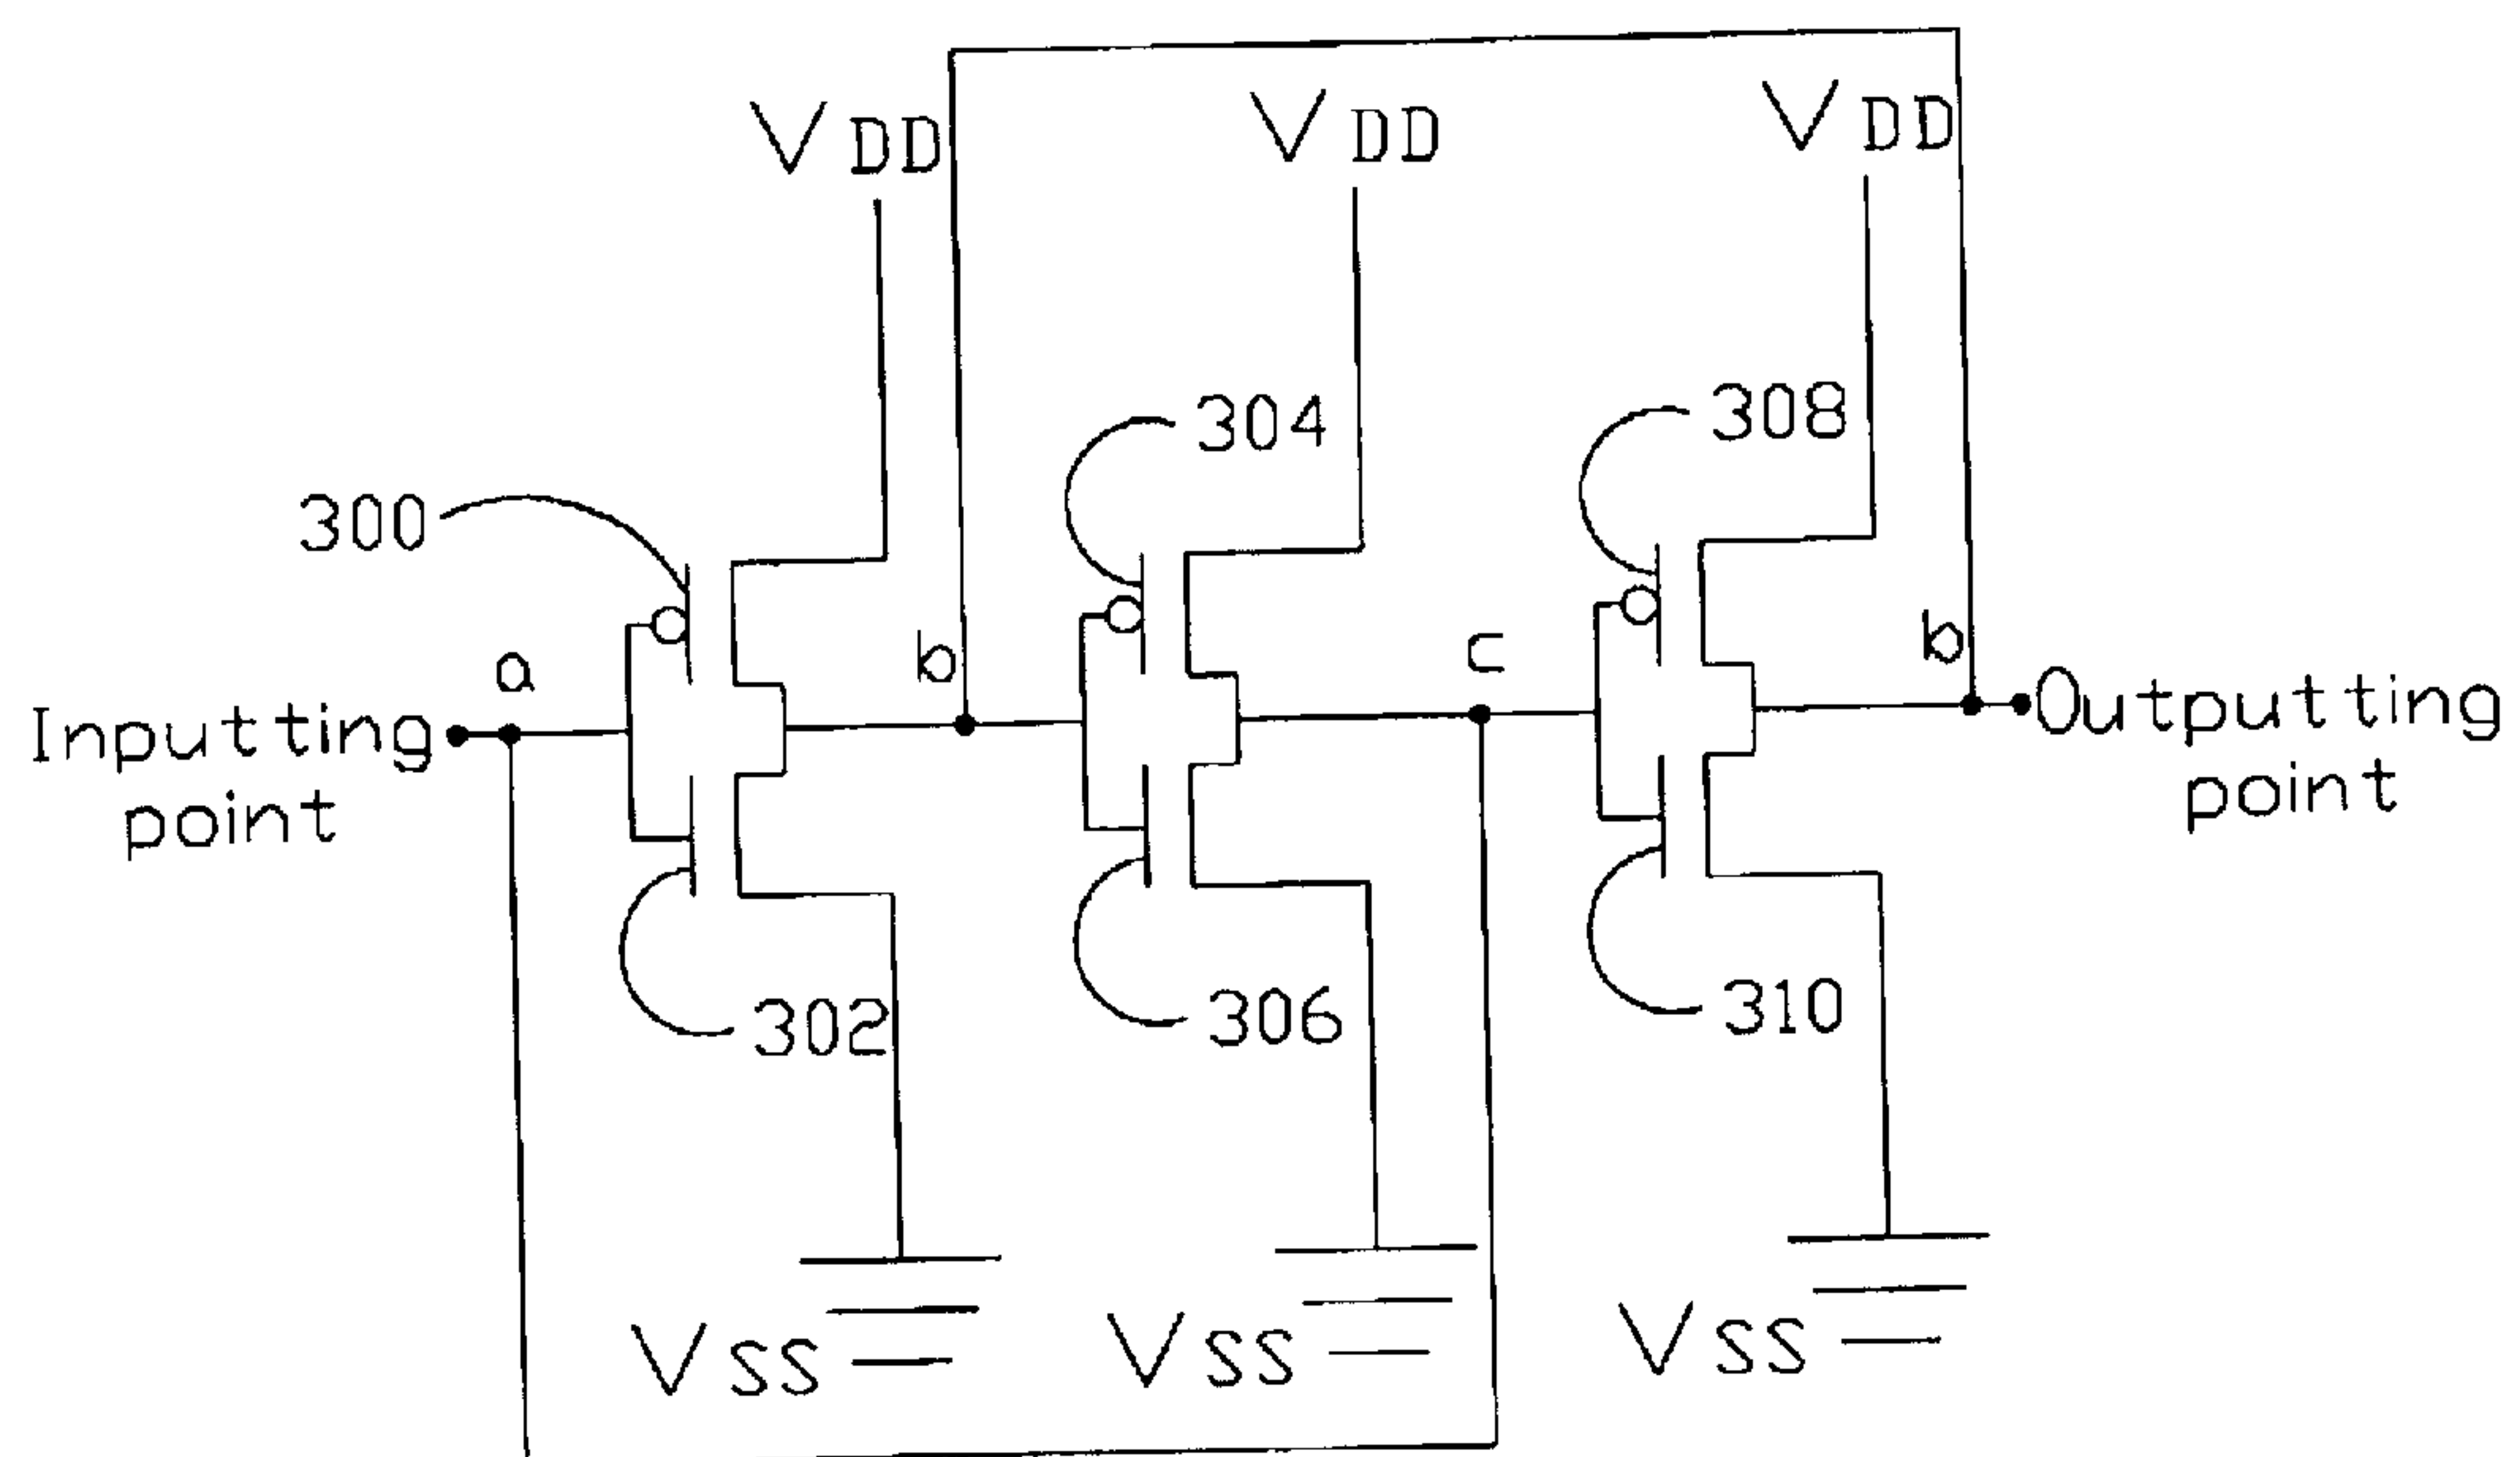 VDD VDD VDD
304 308
300
a b c b
Inputting
point
Outputting
point
302 306 310
VSS VSS VSS